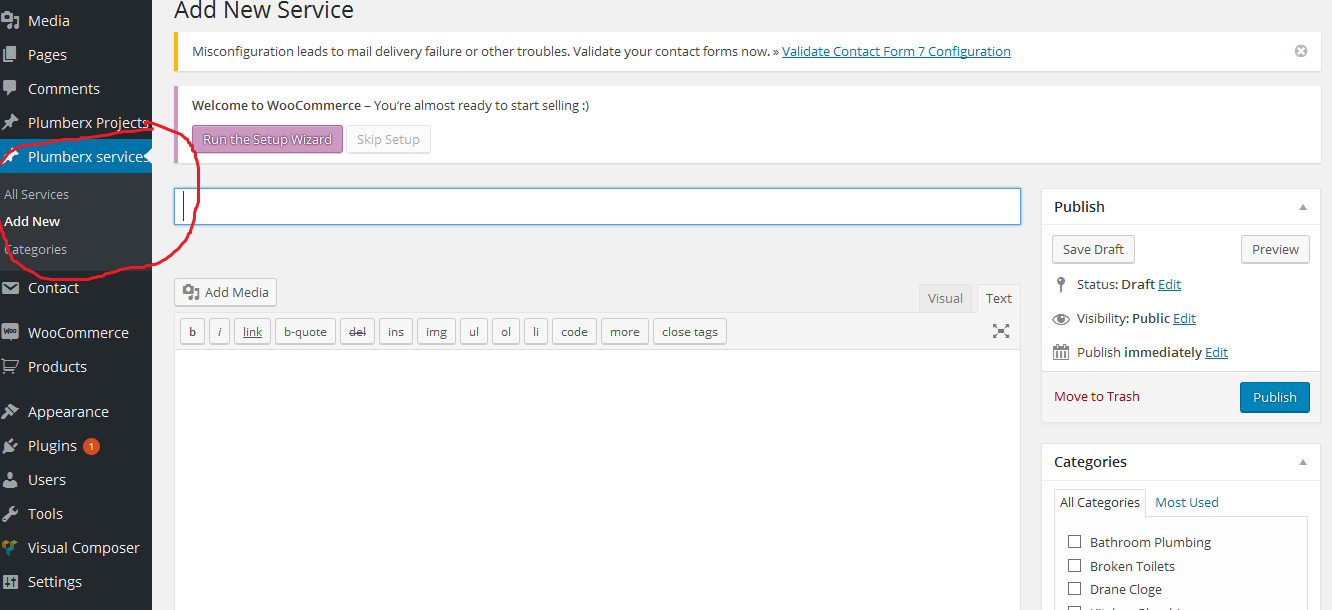 Media
Pages
Comments
Plumberx Projects
Plumberx services
All Services
Add New
Categories
Contact
WooCommerce
Products
Appearance
Plugins 1
Users
Tools
Visual Composer
Settings
Add New Service
Misconfiguration leads to mail delivery failure or other troubles. Validate your contact forms now. » Validate Contact Form 7 Configuration
Welcome to WooCommerce – You're almost ready to start selling :)
Run the Setup Wizard Skip Setup
Add Media
Visual Text
b i link b-quote del ins img ul ol li code more close tags
Publish
Save Draft Preview
Status: Draft Edit
Visibility: Public Edit
Publish immediately Edit
Move to Trash Publish
Categories
All Categories Most Used
Bathroom Plumbing
Broken Toilets
Drane Cloge